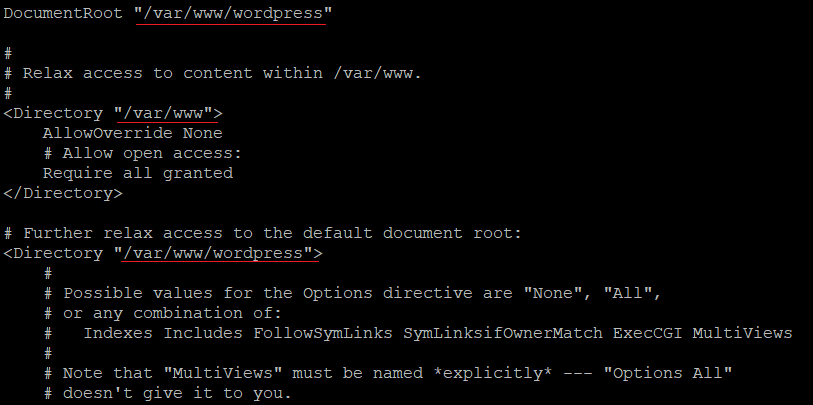 DocumentRoot "/var/www/wordpress"
#
# Relax access to content within /var/www.
#
<Directory "/var/www">
    AllowOverride None
    # Allow open access:
    Require all granted
</Directory>
# Further relax access to the default document root:
<Directory "/var/www/wordpress">
    #
    # Possible values for the Options directive are "None", "All",
    # or any combination of:
    #   Indexes Includes FollowSymLinks SymLinksifOwnerMatch ExecCGI MultiViews
    #
    # Note that "MultiViews" must be named *explicitly* --- "Options All"
    # doesn't give it to you.